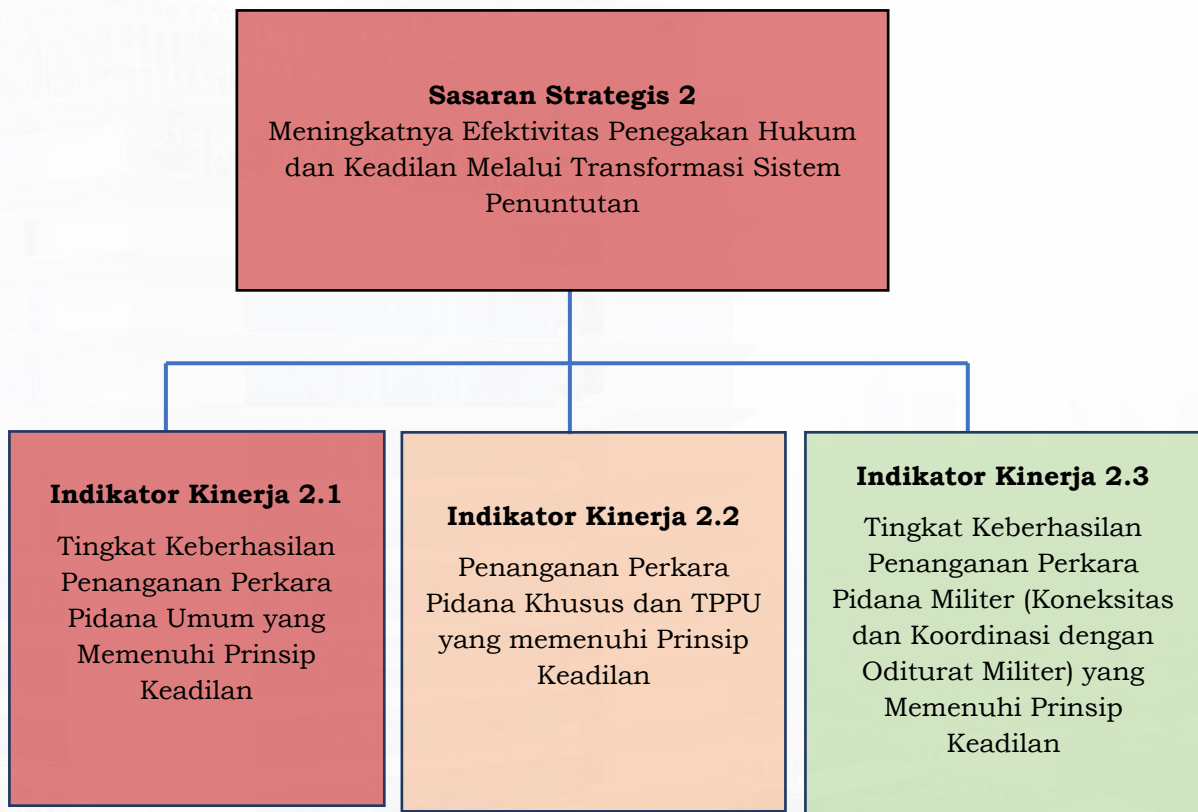 Sasaran Strategis 2
Meningkatnya Efektivitas Penegakan Hukum
dan Keadilan Melalui Transformasi Sistem
Penuntutan
Indikator Kinerja 2.1
Tingkat Keberhasilan
Penanganan Perkara
Pidana Umum yang
Memenuhi Prinsip
Keadilan
Indikator Kinerja 2.2
Penanganan Perkara
Pidana Khusus dan TPPU
yang memenuhi Prinsip
Keadilan
Indikator Kinerja 2.3
Tingkat Keberhasilan
Penanganan Perkara
Pidana Militer (Koneksitas
dan Koordinasi dengan
Oditurat Militer) yang
Memenuhi Prinsip
Keadilan